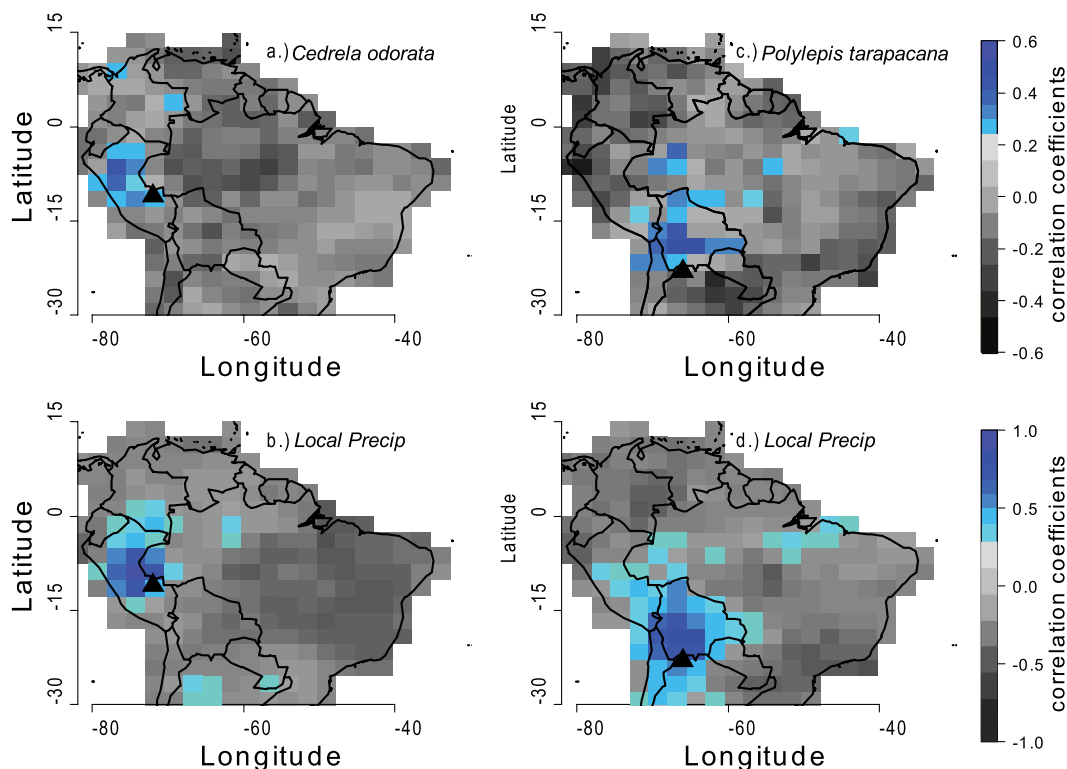 a.) Cedrela odorata
15
0
-15
-30
Latitude
-80
-60
-40
Longitude
c.) Polylepis tarapacana
15
0
-15
-30
Latitude
-80
-60
-40
Longitude
0.6
0.4
0.2
0.0
-0.2
-0.4
-0.6
correlation coefficients
b.) Local Precip
15
0
-15
-30
Latitude
-80
-60
-40
Longitude
d.) Local Precip
15
0
-15
-30
Latitude
-80
-60
-40
Longitude
1.0
0.5
0.0
-0.5
-1.0
correlation coefficients